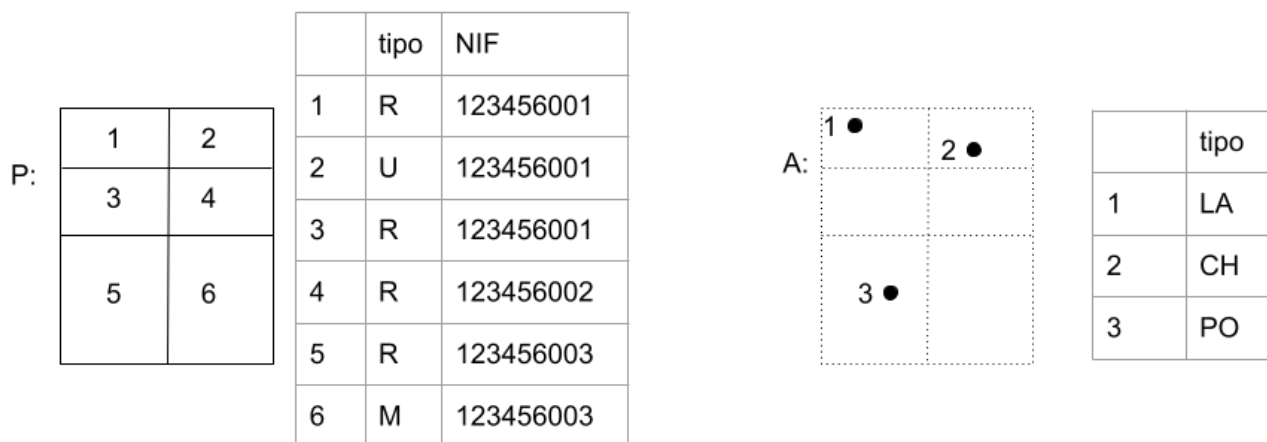 P:
1 2
3 4
5 6
tipo NIF
1 R 123456001
2 U 123456001
3 R 123456001
4 R 123456002
5 R 123456003
6 M 123456003
A:
1
2
3
tipo
1 LA
2 CH
3 PO